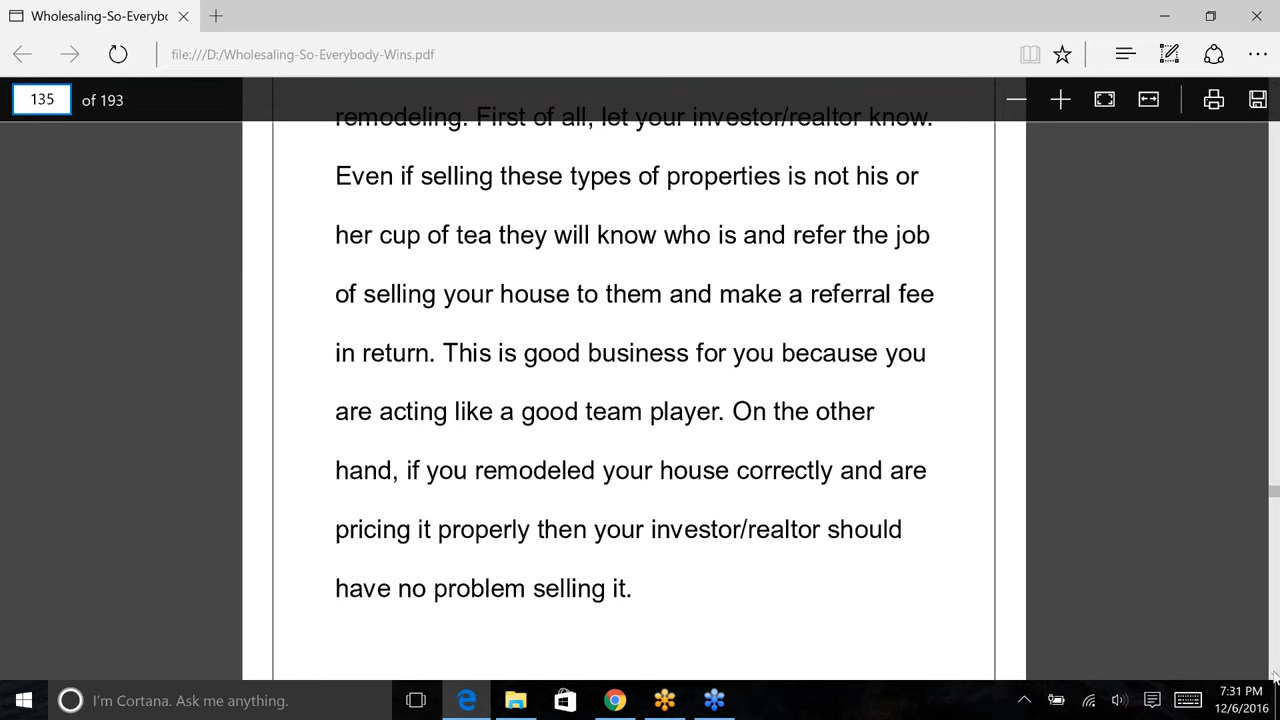 Wholesaling-So-Everybo
file:///D:/Wholesaling-So-Everybody-Wins.pdf
135 of 193
remodeling. First of all, let your investor/realtor know.
Even if selling these types of properties is not his or
her cup of tea they will know who is and refer the job
of selling your house to them and make a referral fee
in return. This is good business for you because you
are acting like a good team player. On the other
hand, if you remodeled your house correctly and are
pricing it properly then your investor/realtor should
have no problem selling it.
I'm Cortana. Ask me anything.
7:31 PM
12/6/2016